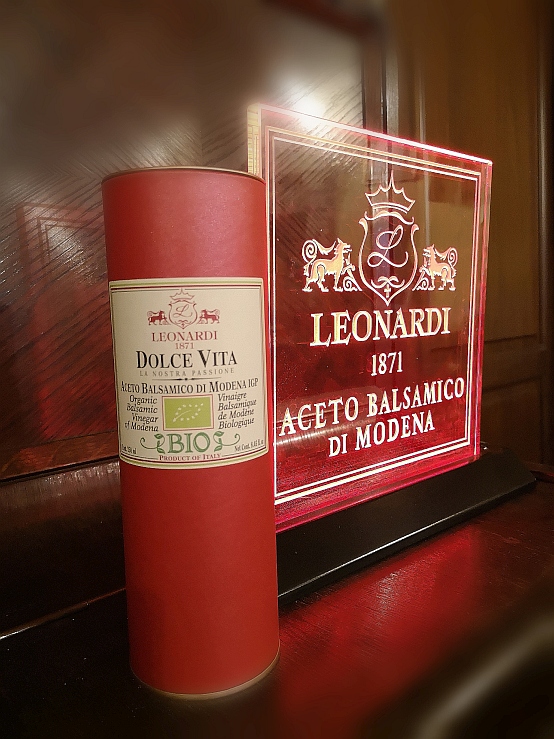 L
LEONARDI
1871
DOLCE VITA
LA NOSTRA PASSIONE
ACETO BALSAMICO DI MODENA IGP
Organic
Balsamic
Vinegar
of Modena
Vinaigre
Balsamique
de Modène
Biologique
BIO
PRODUCT OF ITALY
L
LEONARDI
1871
ACETO BALSAMICO
DI MODENA